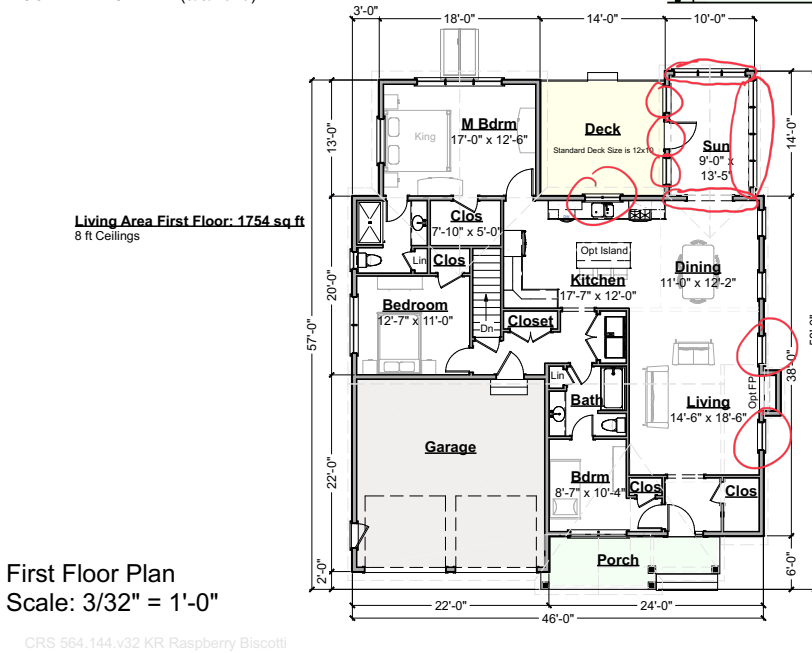 3'-0"
18'-0"
14'-0"
10'-0"
13'-0"
14'-0"
King
M Bdrm
17'-0" x 12'-6"
Deck
Standard Deck Size is 12x10
Sun
9'-0" x
13'-5"
Living Area First Floor: 1754 sq ft
8 ft Ceilings
Clos
7'-10" x 5'-0"
Lin
Clos
Opt Island
Kitchen
17'-7" x 12'-0"
Dining
11'-0" x 12'-2"
20'-0"
57'-0"
Bedroom
12'-7" x 11'-0"
Dn
Closet
38'-0"
Lin
Bath
Opt FP
Living
14'-6" x 18'-6"
Garage
22'-0"
Bdrm
8'-7" x 10'-4"
Clos
Clos
Porch
2'-0"
6'-0"
First Floor Plan
Scale: 3/32" = 1'-0"
22'-0"
24'-0"
46'-0"
CRS 564.144.v32 KR Raspberry Biscotti